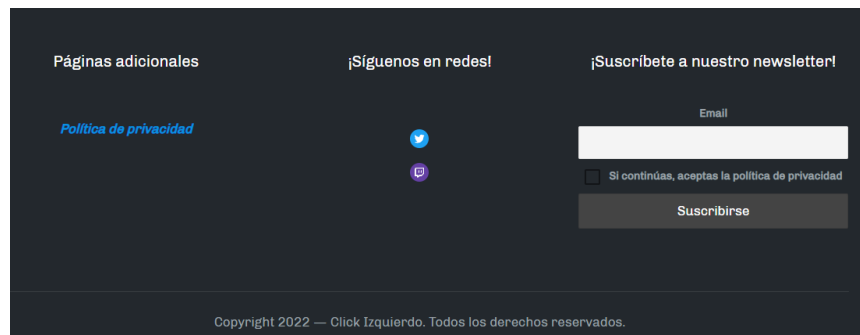 Páginas adicionales
Política de privacidad
¡Síguenos en redes!
¡Suscríbete a nuestro newsletter!
Email
Si continúas, aceptas la política de privacidad
Suscribirse
Copyright 2022 — Click Izquierdo. Todos los derechos reservados.